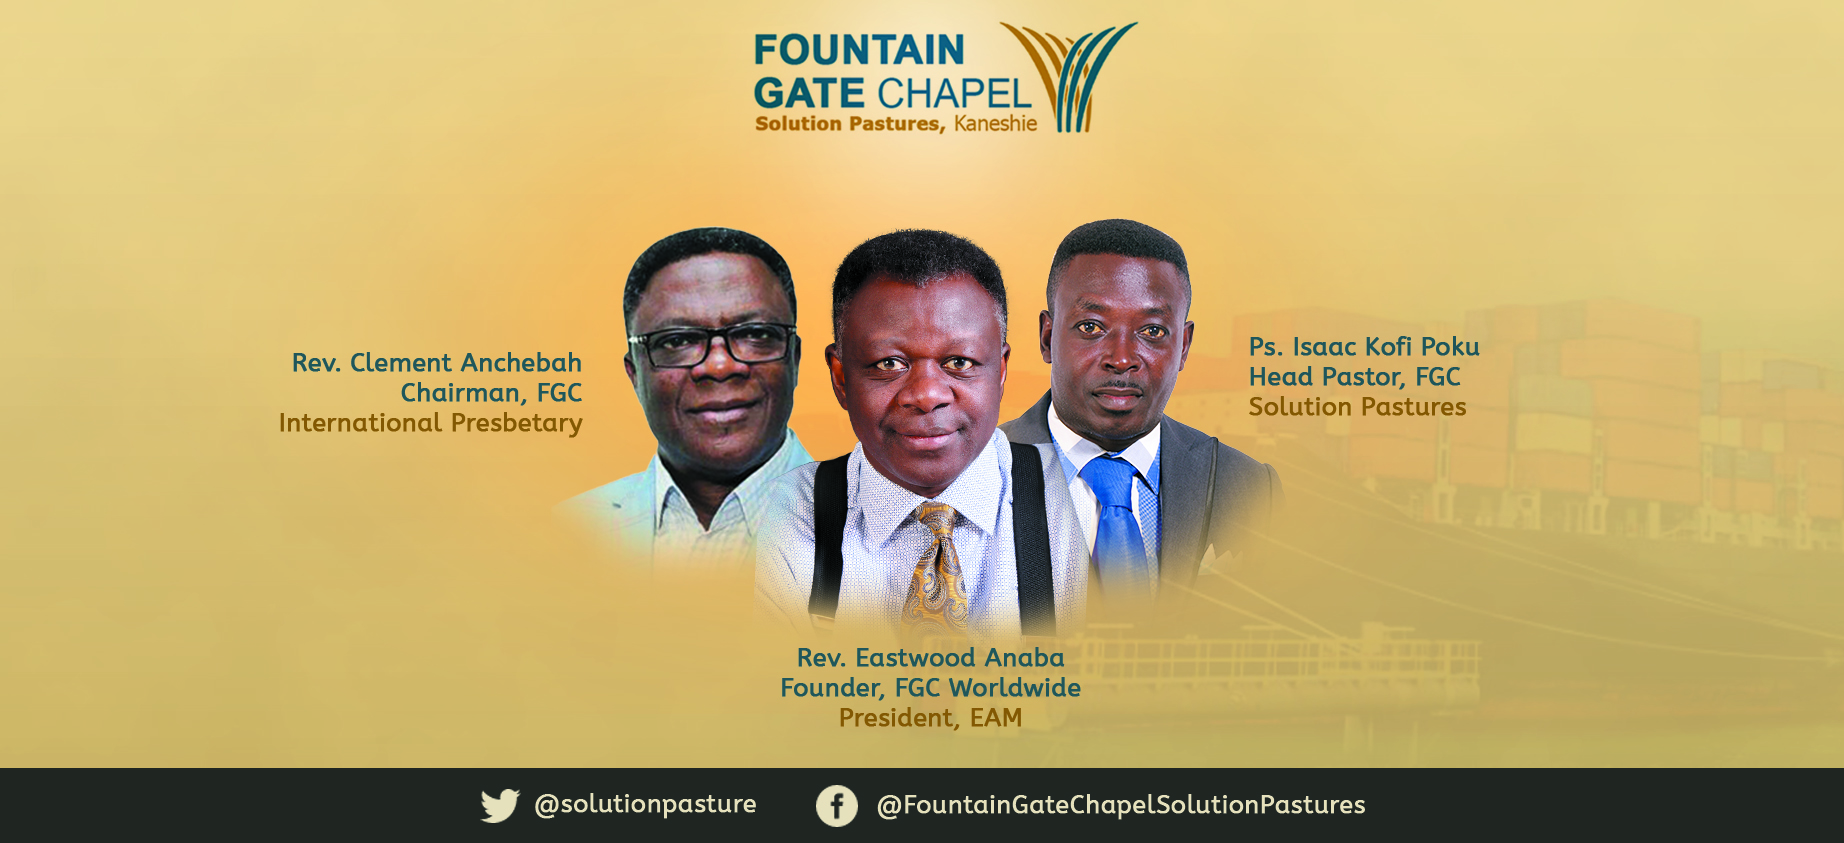 FOUNTAIN
GATE CHAPEL
Solution Pastures, Kaneshie
Rev. Clement Anchebah
Chairman, FGC
International Presbetary
Ps. Isaac Kofi Poku
Head Pastor, FGC
Solution Pastures
Rev. Eastwood Anaba
Founder, FGC Worldwide
President, EAM
@solutionpasture
@FountainGateChapelSolutionPastures